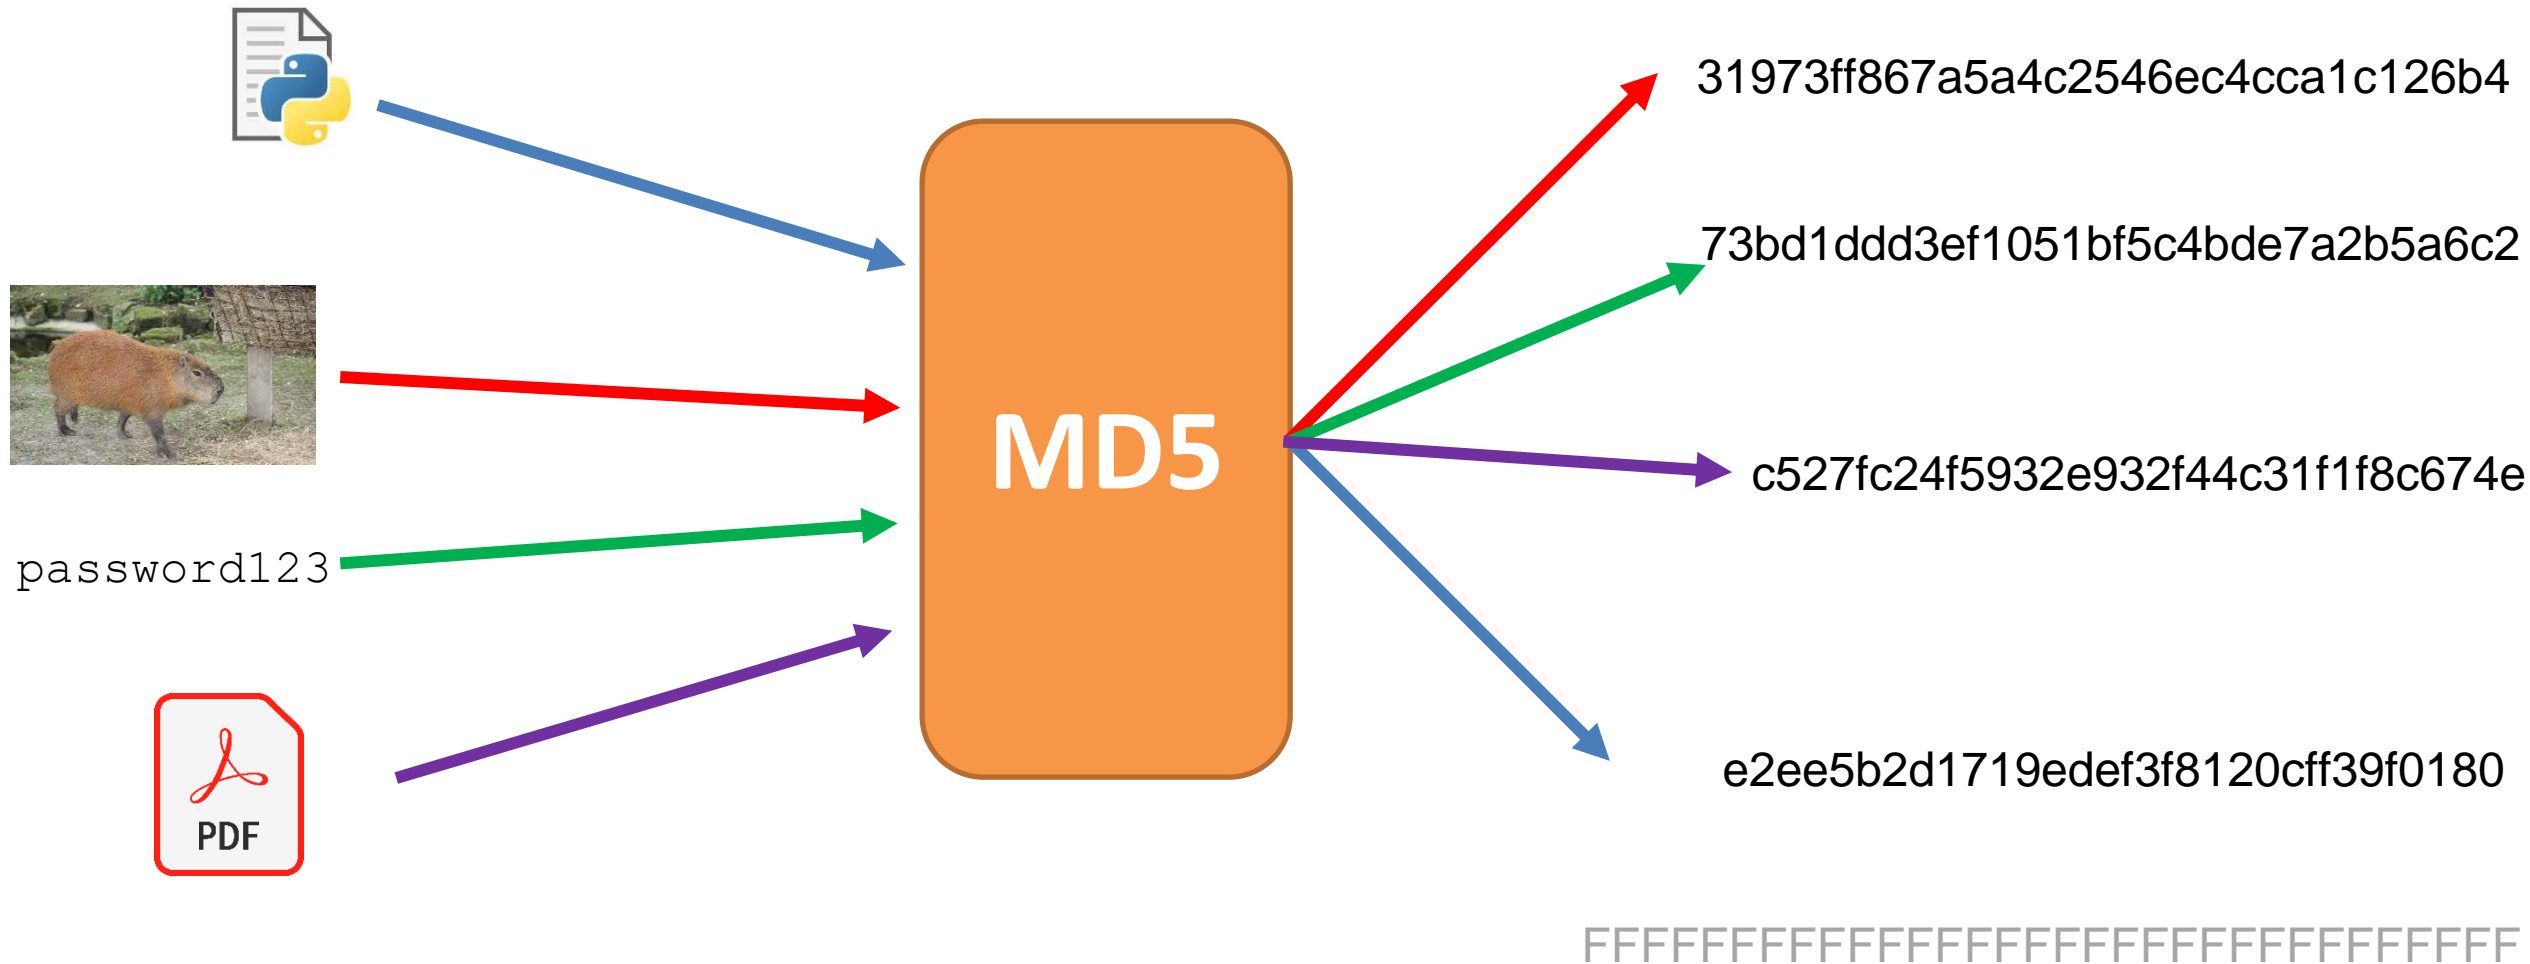 31973ff867a5a4c2546ec4cca1c126b4
73bd1ddd3ef1051bf5c4bde7a2b5a6c2
MD5
c527fc24f5932e932f44c31f1f8c674e
password123
e2ee5b2d1719edef3f8120cff39f0180
PDF
FFFFFFFFFFFFFFFFFFFFFFFFFFFFFFFF